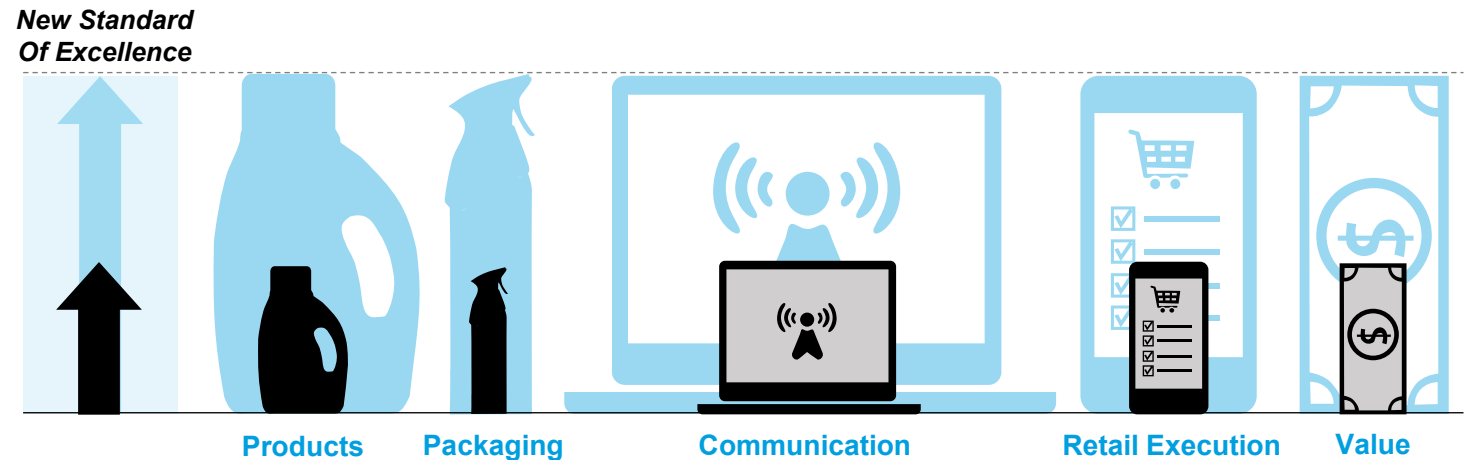 New Standard
Of Excellence
Products
Packaging
Communication
Retail Execution
Value